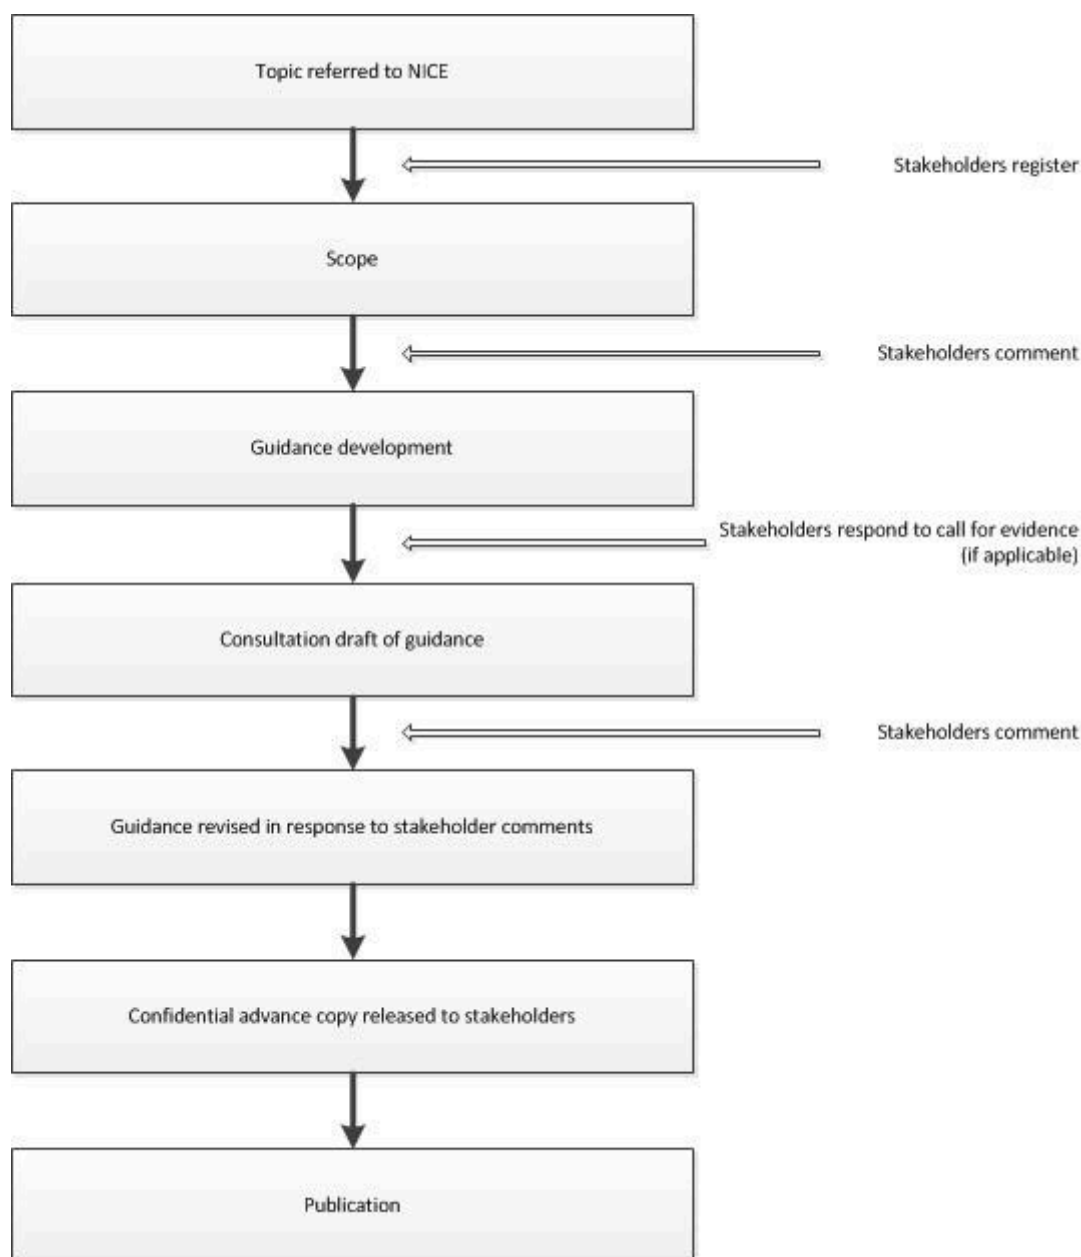 Topic referred to NICE
Stakeholders register
Scope
Stakeholders comment
Guidance development
Stakeholders respond to call for evidence
(if applicable)
Consultation draft of guidance
Stakeholders comment
Guidance revised in response to stakeholder comments
Confidential advance copy released to stakeholders
Publication